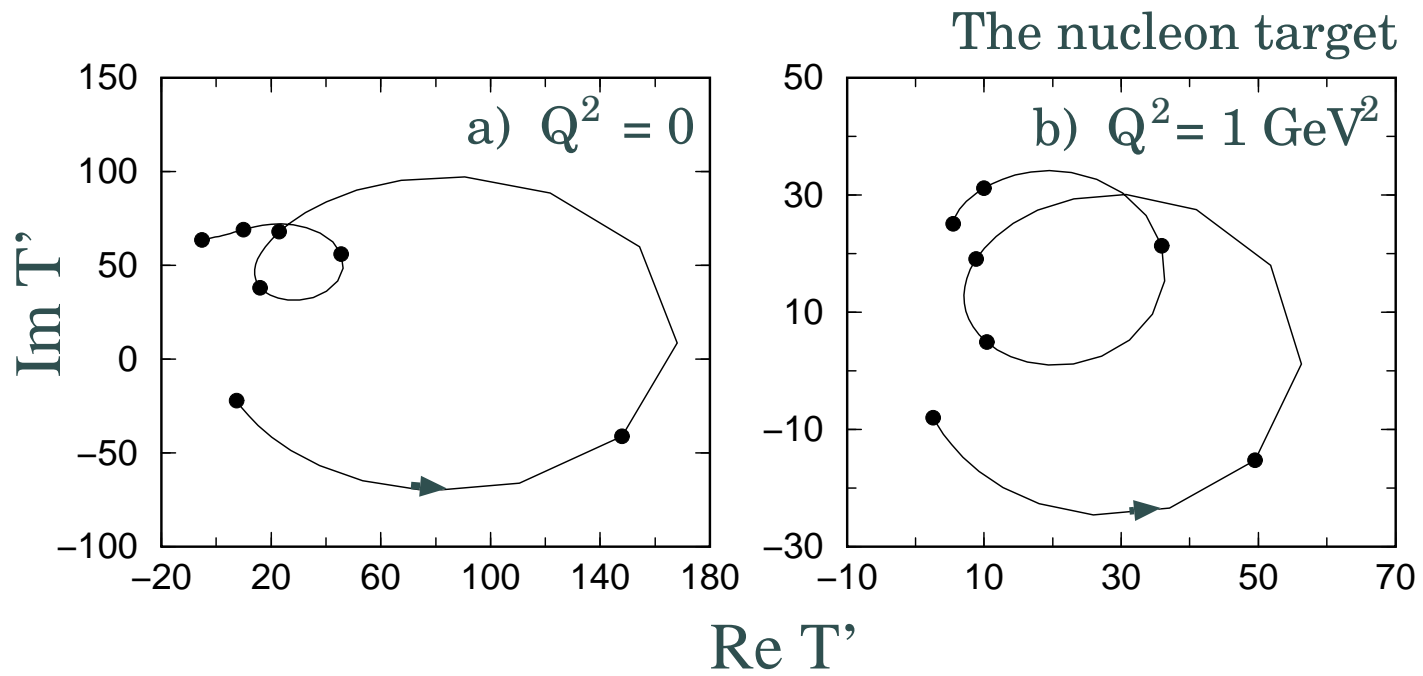 The nucleon target
a) Q² = 0
b) Q² = 1 GeV²
Im T’
150
100
50
0
−50
−100
−20 20 60 100 140 180
50
30
10
−10
−30
−10 10 30 50 70
Re T’